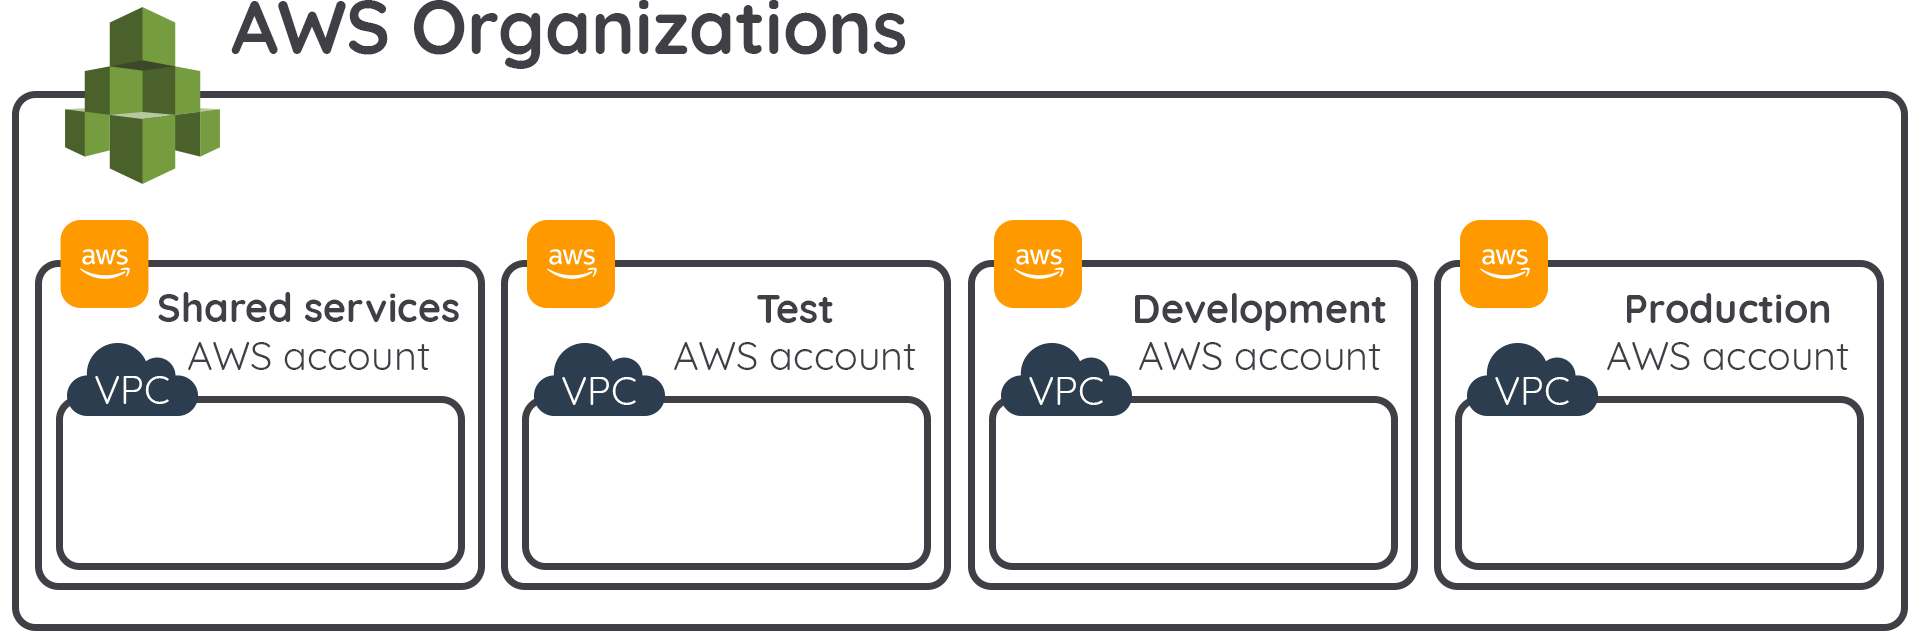 AWS Organizations
aws
Shared services
AWS account
VPC
aws
Test
AWS account
VPC
aws
Development
AWS account
VPC
aws
Production
AWS account
VPC